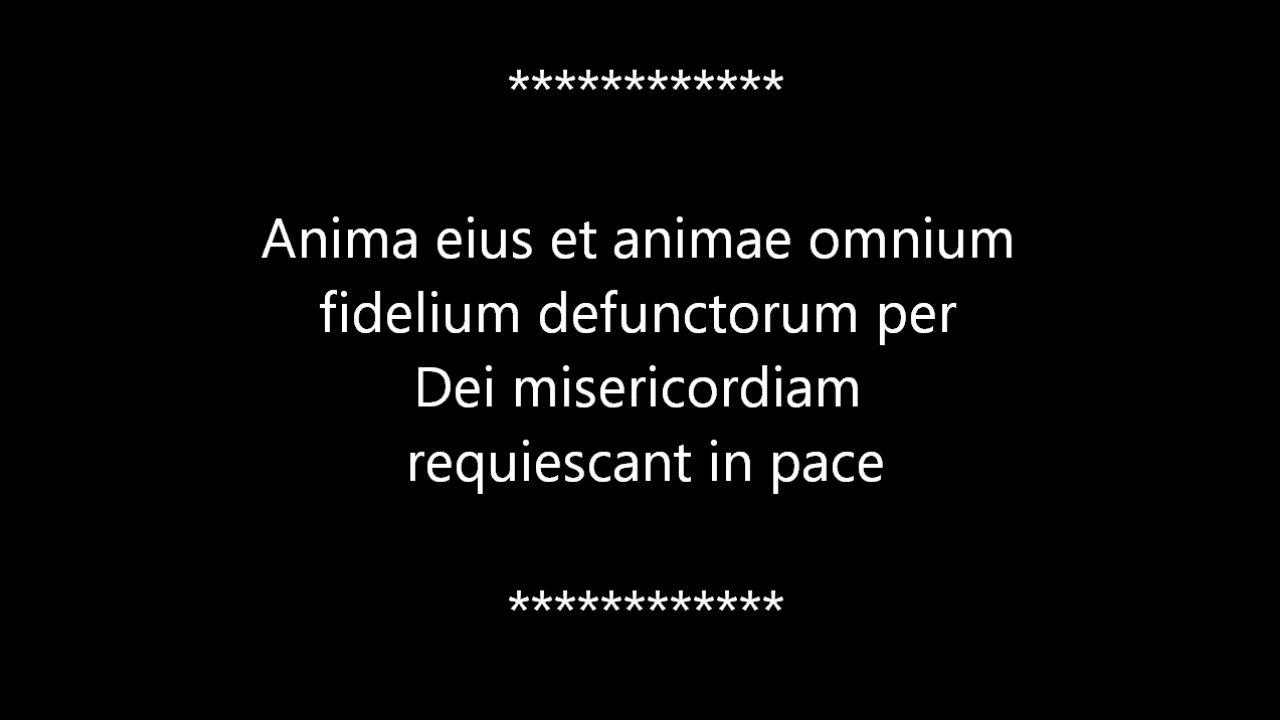 ************
Anima eius et animae omnium
fidelium defunctorum per
Dei misericordiam
requiescant in pace
************